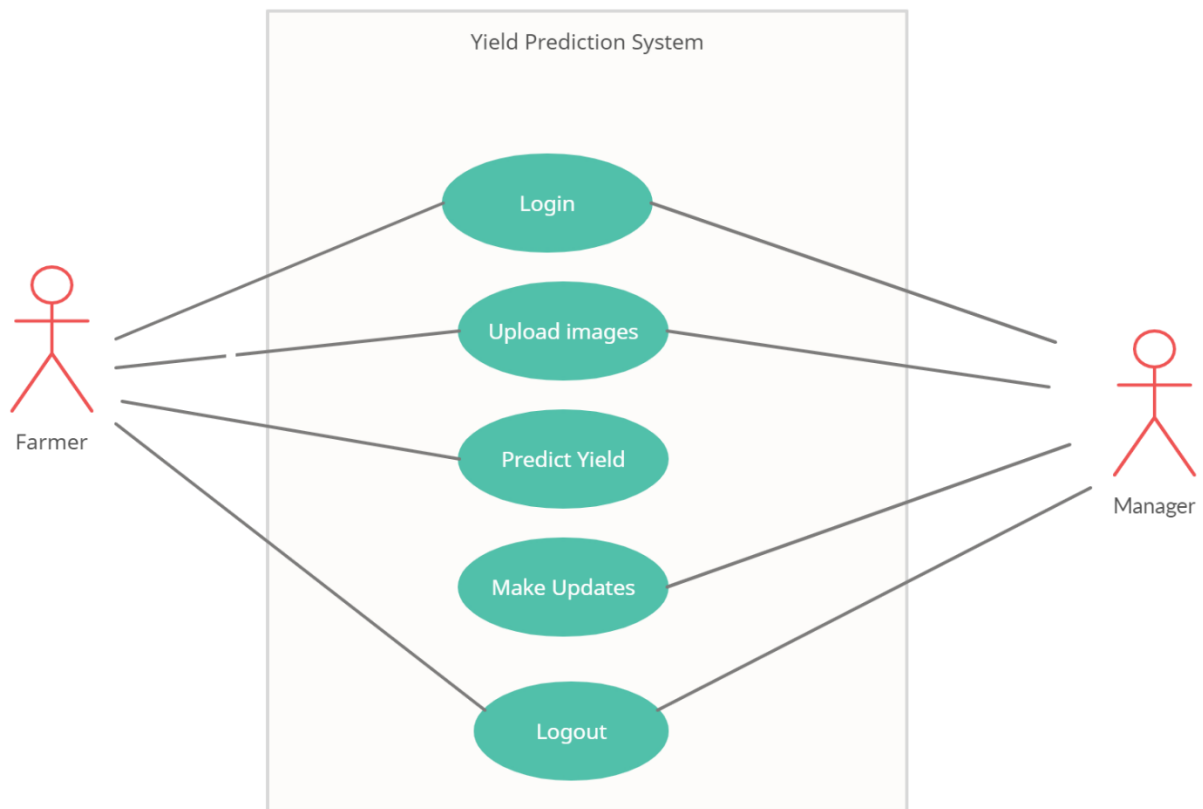 Yield Prediction System
Login
Upload images
Farmer
Predict Yield
Manager
Make Updates
Logout